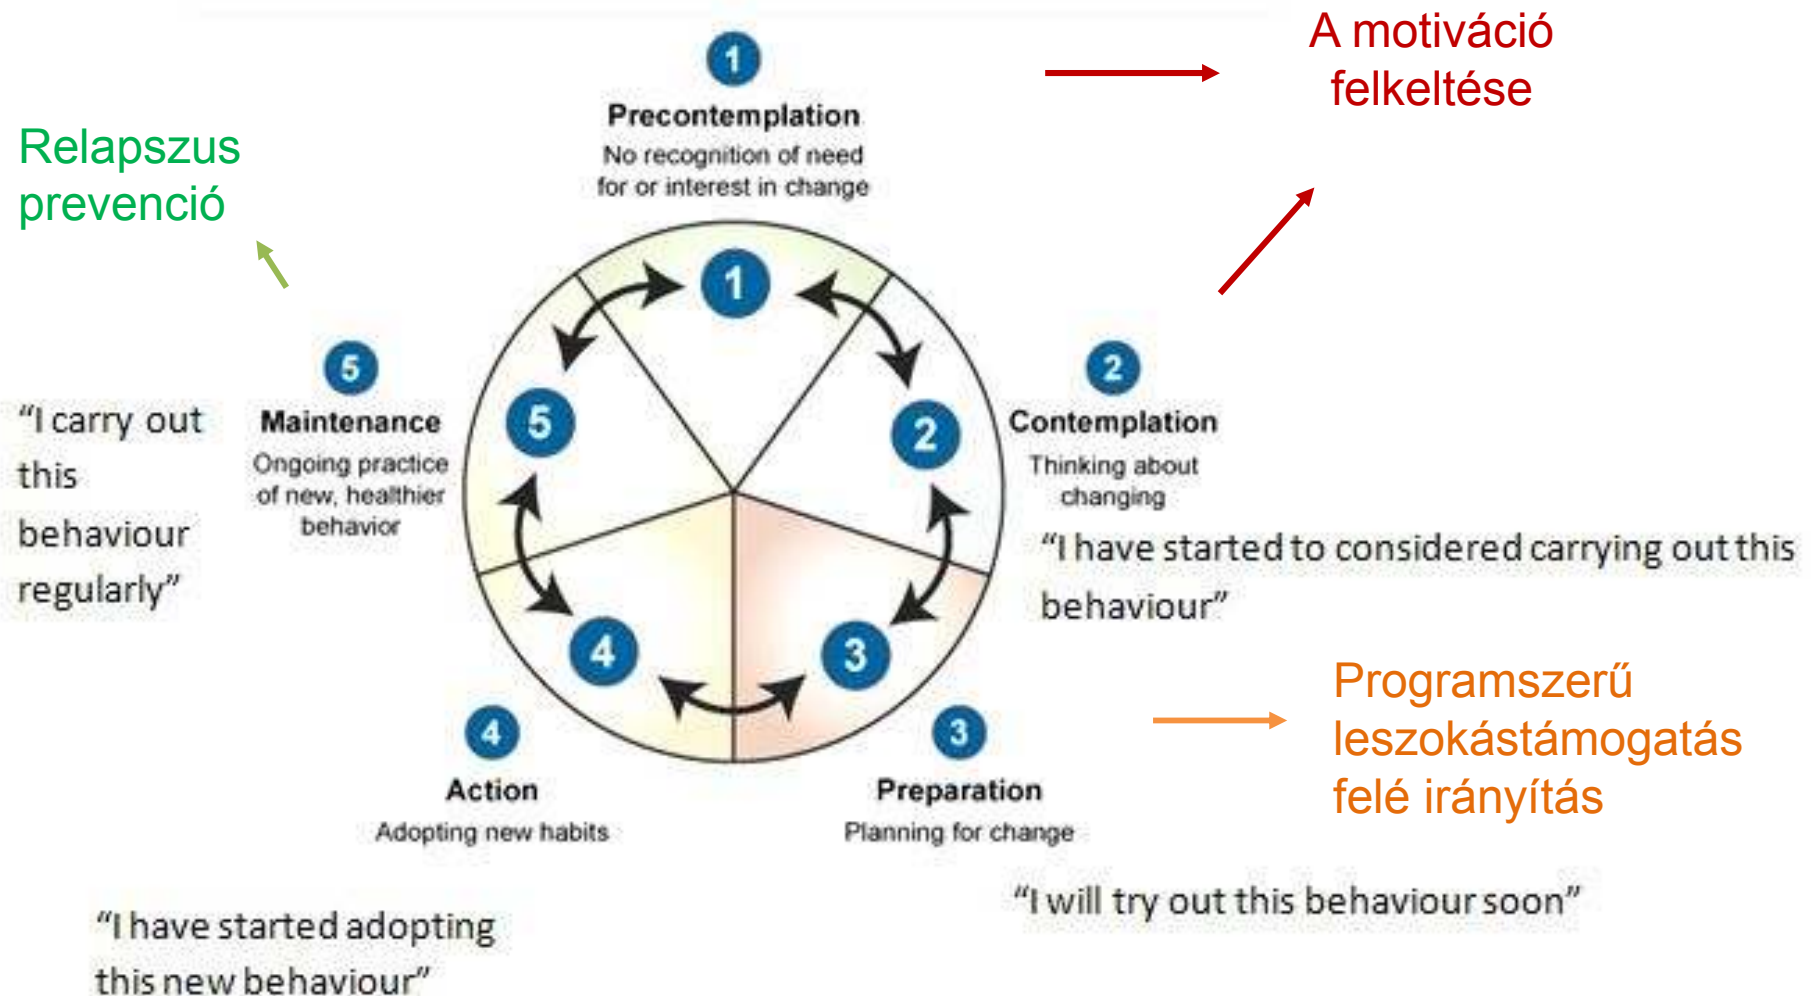 A motiváció
felkeltése
1
Precontemplation
No recognition of need
for or interest in change
Relapszus
prevenció
1
5
Maintenance
Ongoing practice
of new, healthier
behavior
"I carry out
this
behaviour
regularly"
5
2
2
Contemplation
Thinking about
changing
"I have started to considered carrying out this
behaviour"
4
3
Programszerű
leszokástámogatás
felé irányítás
4
Action
Adopting new habits
3
Preparation
Planning for change
"I will try out this behaviour soon"
"I have started adopting
this new behaviour"